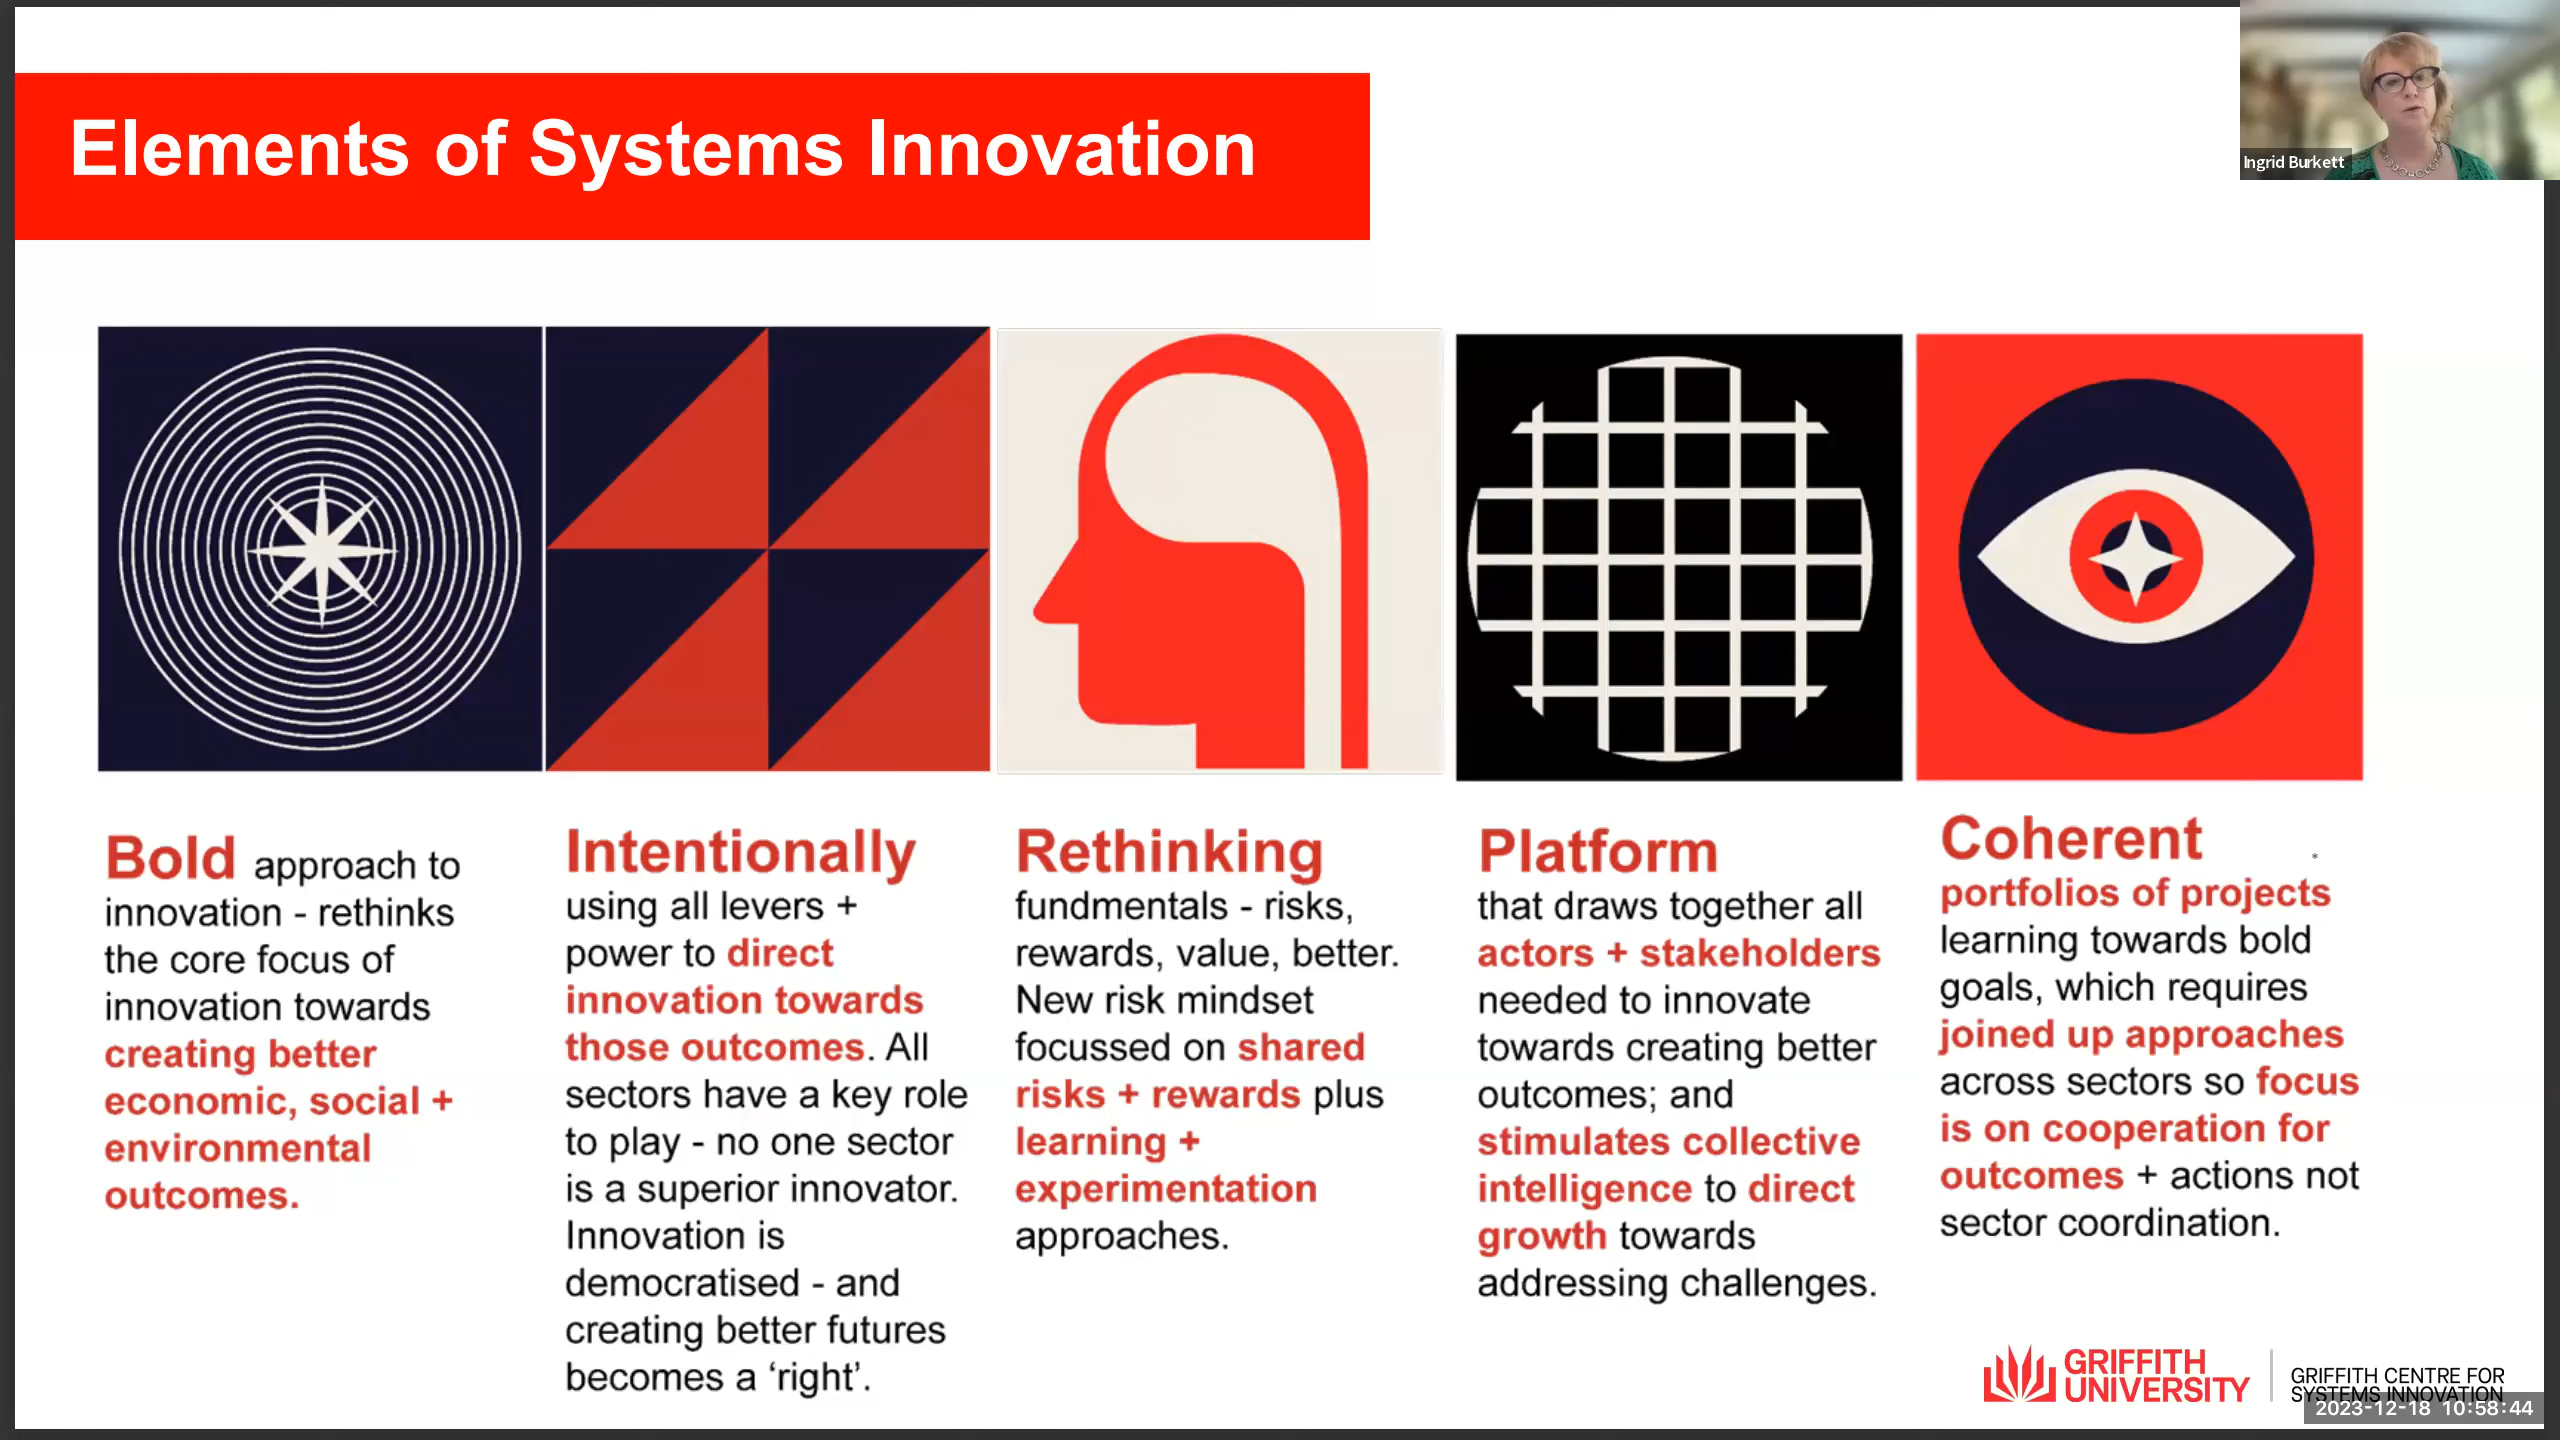 Elements of Systems Innovation
Ingrid Burkett
Bold approach to
innovation - rethinks
the core focus of
innovation towards
creating better
economic, social +
environmental
outcomes.
Intentionally
using all levers +
power to direct
innovation towards
those outcomes. All
sectors have a key role
to play - no one sector
is a superior innovator.
Innovation is
democratised - and
creating better futures
becomes a ‘right’.
Rethinking
fundmentals - risks,
rewards, value, better.
New risk mindset
focussed on shared
risks + rewards plus
learning +
experimentation
approaches.
Platform
that draws together all
actors + stakeholders
needed to innovate
towards creating better
outcomes; and
stimulates collective
intelligence to direct
growth towards
addressing challenges.
Coherent
*
portfolios of projects
learning towards bold
goals, which requires
joined up approaches
across sectors so focus
is on cooperation for
outcomes + actions not
sector coordination.
GRIFFITH
UNIVERSITY
GRIFFITH CENTRE FOR
SYSTEMS INNOVATION
2023-12-18 10:58:44